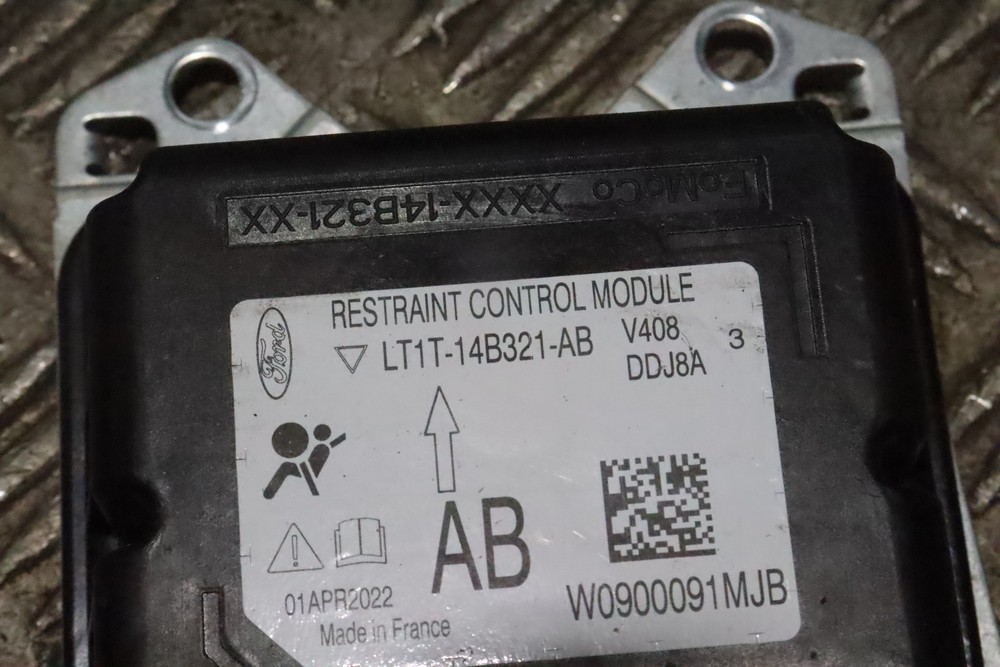 FoMoCo XXXX-14B321-XX
RESTRAINT CONTROL MODULE
Ford
LT1T-14B321-AB V408 3
DDJ8A
AB
01APR2022
W0900091MJB
Made in France